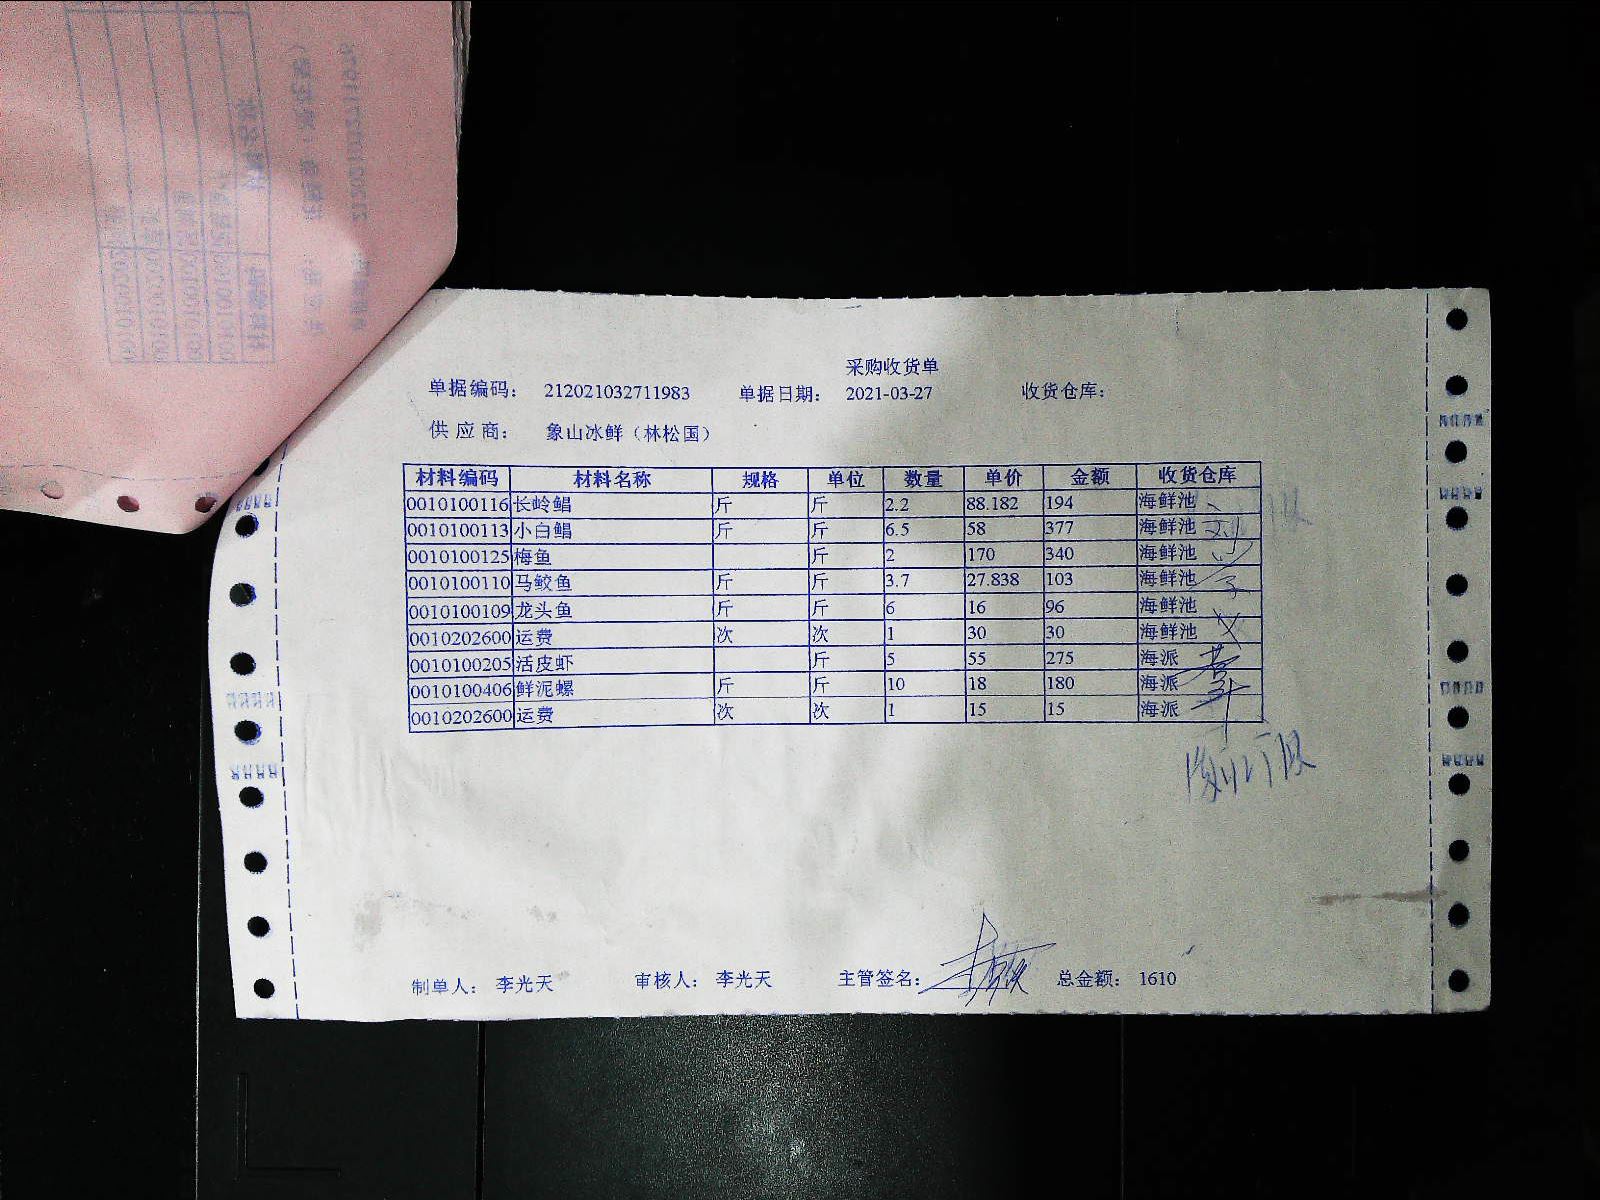 采购收货单
单据编码： 212021032711983 单据日期： 2021-03-27 收货仓库：
供 应 商： 象山冰鲜（林松国）
材料编码 材料名称 规格 单位 数量 单价 金额 收货仓库
0010100116 长岭鲳 斤 斤 2.2 88.182 194 海鲜池
0010100113 小白鲳 斤 斤 6.5 58 377 海鲜池
0010100125 梅鱼 斤 2 170 340 海鲜池
0010100110 马鲛鱼 斤 斤 3.7 27.838 103 海鲜池
0010100109 龙头鱼 斤 斤 6 16 96 海鲜池
0010202600 运费 次 次 1 30 30 海鲜池
0010100205 活皮虾 斤 5 55 275 海派
0010100406 鲜泥螺 斤 斤 10 18 180 海派
0010202600 运费 次 次 1 15 15 海派
制单人： 李光天 审核人： 李光天 主管签名： 总金额： 1610